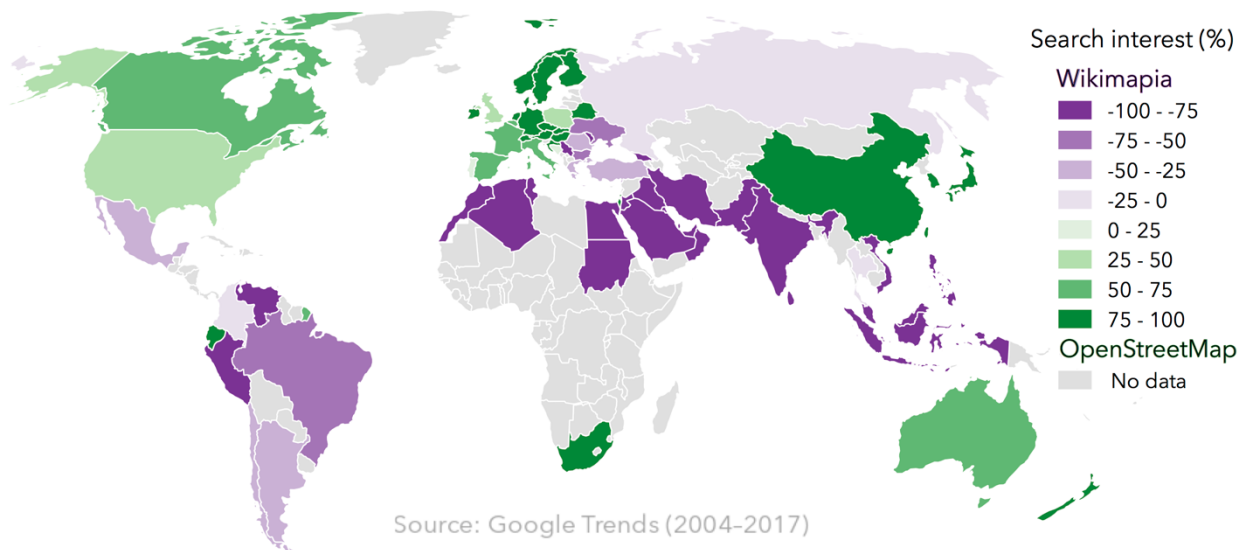 Search interest (%)
Wikimapia
-100 - -75
-75 - -50
-50 - -25
-25 - 0
0 - 25
25 - 50
50 - 75
75 - 100
OpenStreetMap
No data
Source: Google Trends (2004–2017)